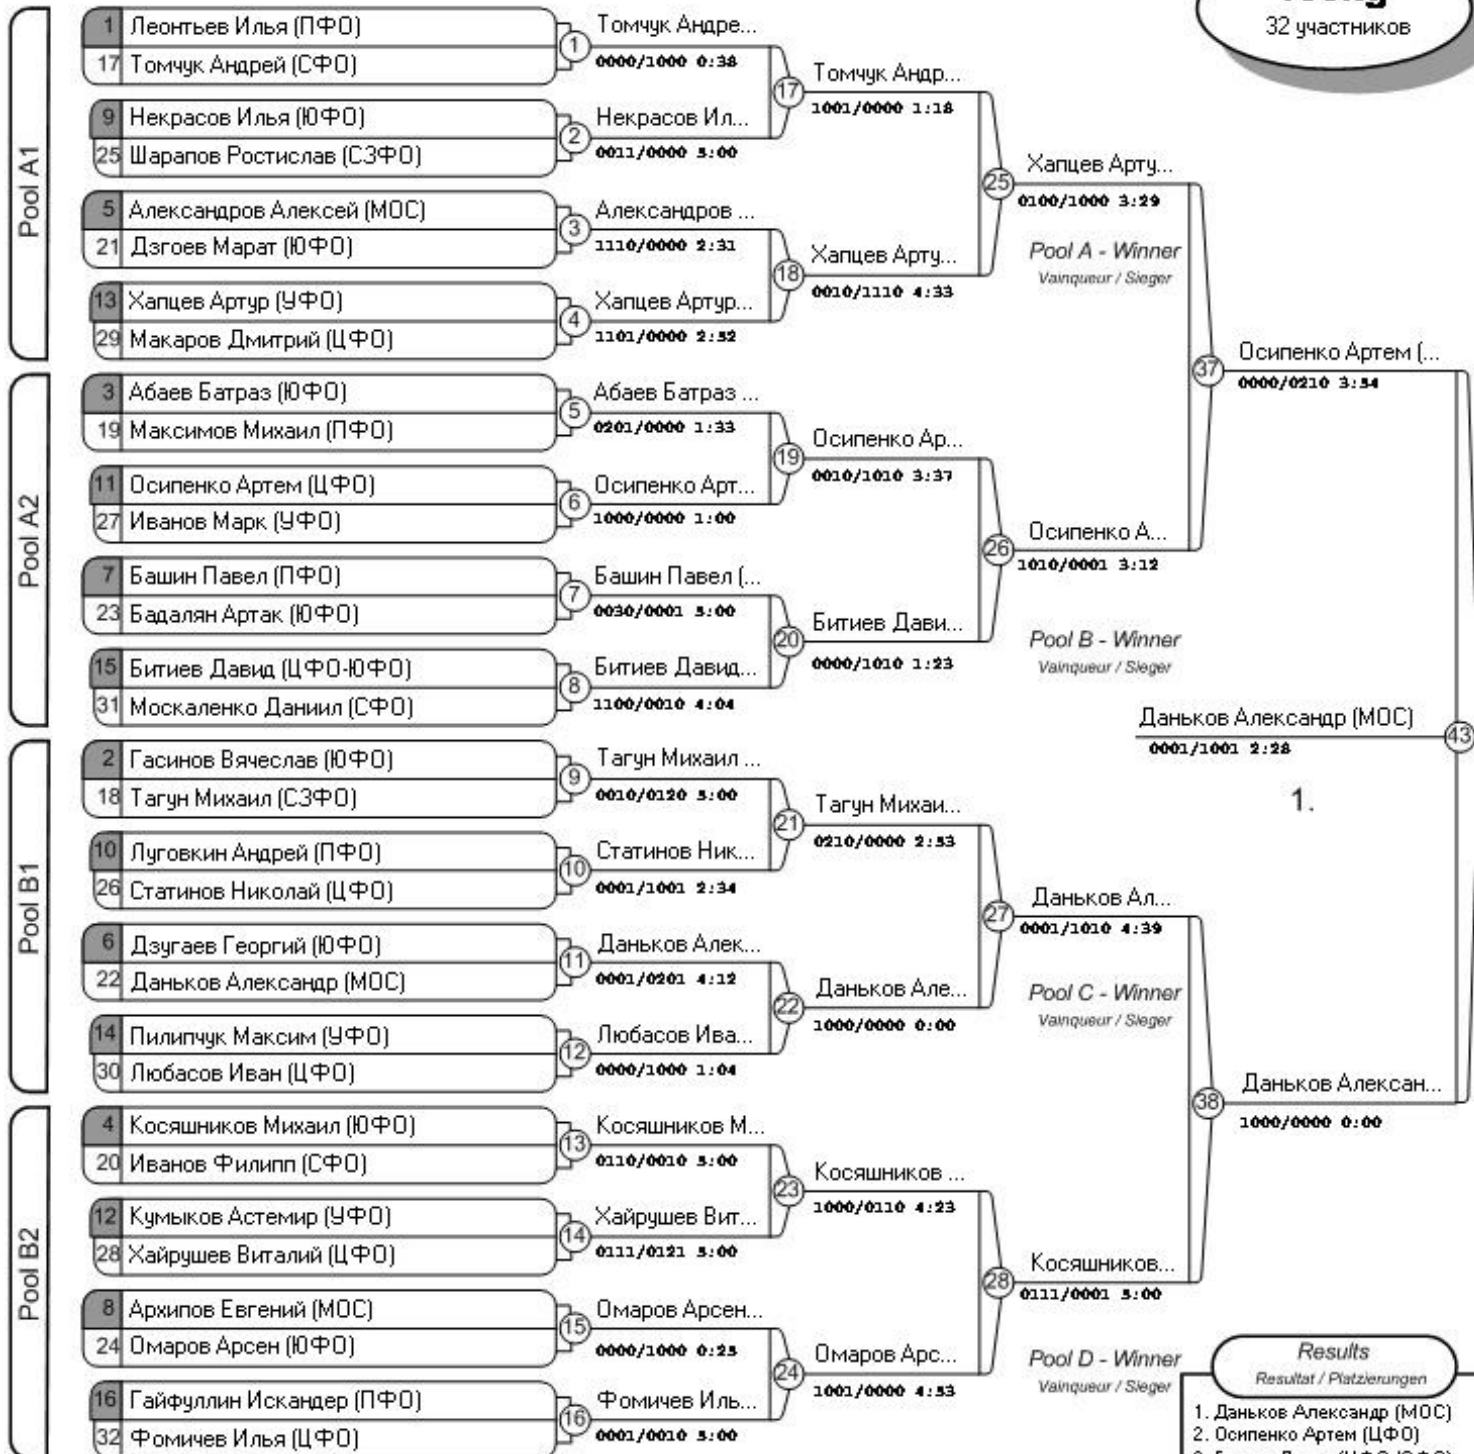 32 участников
Pool A1
1 Леонтьев Илья (ПФО)
17 Томчук Андрей (СФО)
9 Некрасов Илья (ЮФО)
25 Шарапов Ростислав (СЗФО)
5 Александров Алексей (МОС)
21 Дзгоев Марат (ЮФО)
13 Хапцев Артур (УФО)
29 Макаров Дмитрий (ЦФО)
Pool A2
3 Абаев Батраз (ЮФО)
19 Максимов Михаил (ПФО)
11 Осипенко Артем (ЦФО)
27 Иванов Марк (УФО)
7 Башин Павел (ПФО)
23 Бадалян Артак (ЮФО)
15 Битиев Давид (ЦФО-ЮФО)
31 Москаленко Даниил (СФО)
Pool B1
2 Гасинов Вячеслав (ЮФО)
18 Тагун Михаил (СЗФО)
10 Луговкин Андрей (ПФО)
26 Статинов Николай (ЦФО)
6 Дзугаев Георгий (ЮФО)
22 Даньков Александр (МОС)
14 Пилипчук Максим (УФО)
30 Любасов Иван (ЦФО)
Pool B2
4 Косяшников Михаил (ЮФО)
20 Иванов Филипп (СФО)
12 Кумыков Астемир (УФО)
28 Хайрушев Виталий (ЦФО)
8 Архипов Евгений (МОС)
24 Омаров Арсен (ЮФО)
16 Гайфуллин Искандер (ПФО)
32 Фомичев Илья (ЦФО)
1 Томчук Андре...
0000/1000 0:38
2 Некрасов Ил...
0011/0000 5:00
3 Александров ...
1110/0000 2:31
4 Хапцев Артур...
1101/0000 2:52
5 Абаев Батраз ...
0201/0000 1:33
6 Осипенко Арт...
1000/0000 1:00
7 Башин Павел (...
0030/0001 5:00
8 Битиев Давид...
1100/0010 4:04
9 Тагун Михаил ...
0010/0120 5:00
10 Статинов Ник...
0001/1001 2:34
11 Даньков Алек...
0001/0201 4:12
12 Любасов Ива...
0000/1000 1:04
13 Косяшников М...
0110/0010 5:00
14 Хайрушев Вит...
0111/0121 5:00
15 Омаров Арсен...
0000/1000 0:25
16 Фомичев Иль...
0001/0010 5:00
17 Томчук Андр...
1001/0000 1:18
18 Хапцев Арту...
0010/1110 4:33
19 Осипенко Ар...
0010/1010 3:37
20 Битиев Дави...
0000/1010 1:23
21 Тагун Михаи...
0210/0000 2:53
22 Даньков Але...
1000/0000 0:00
23 Косяшников ...
1000/0110 4:23
24 Омаров Арс...
1001/0000 4:53
25 Хапцев Арту...
0100/1000 3:29
Pool A - Winner
Vainqueur / Sieger
26 Осипенко А...
1010/0001 3:12
Pool B - Winner
Vainqueur / Sieger
27 Даньков Ал...
0001/1010 4:39
Pool C - Winner
Vainqueur / Sieger
28 Косяшников...
0111/0001 5:00
Pool D - Winner
Vainqueur / Sieger
37 Осипенко Артем (...
0000/0210 3:54
38 Даньков Алексан...
1000/0000 0:00
Даньков Александр (МОС) 43
0001/1001 2:28
1.
Results
Resultat / Platzierungen
1. Даньков Александр (МОС)
2. Осипенко Артем (ЦФО)